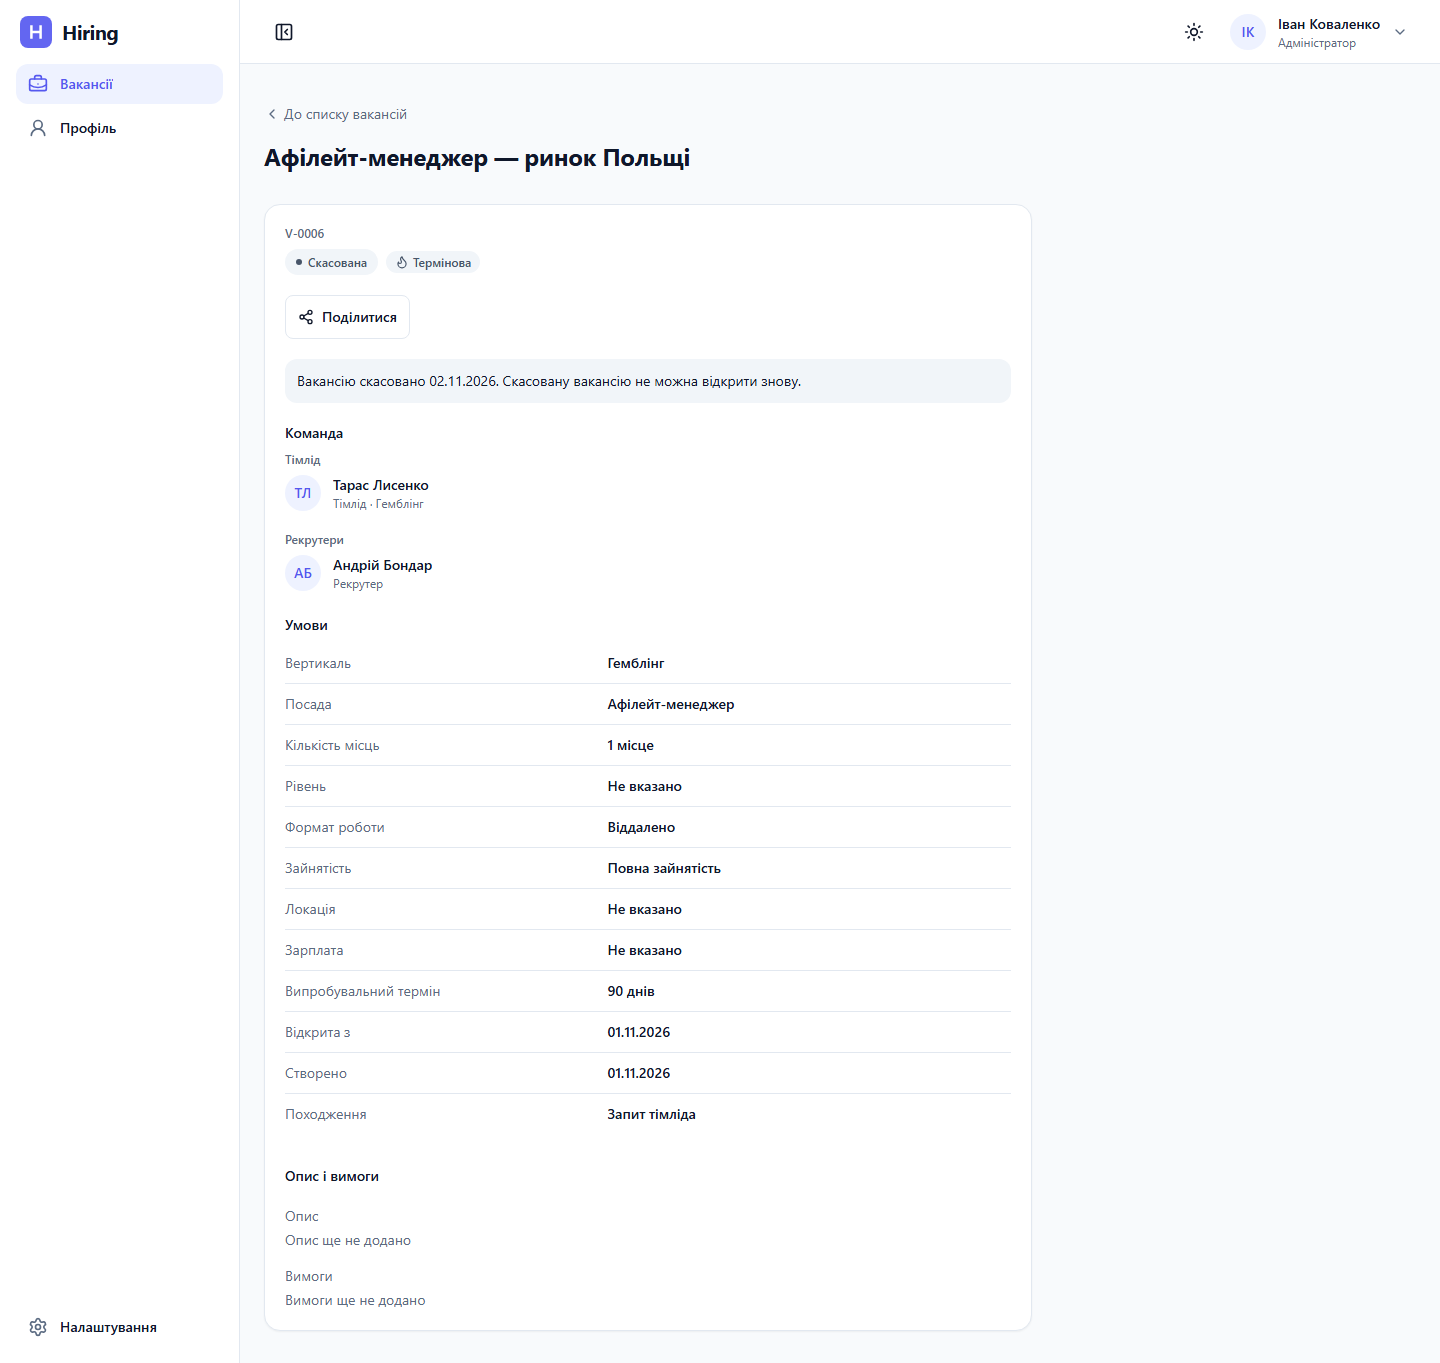 H Hiring
Вакансії
Профіль
Налаштування
ІК
Іван Коваленко
Адміністратор
До списку вакансій
Афілейт-менеджер — ринок Польщі
V-0006
Скасована
Термінова
Поділитися
Вакансію скасовано 02.11.2026. Скасовану вакансію не можна відкрити знову.
Команда
Тімлід
ТЛ
Тарас Лисенко
Тімлід · Гемблінг
Рекрутери
АБ
Андрій Бондар
Рекрутер
Умови
Вертикаль Гемблінг
Посада Афілейт-менеджер
Кількість місць 1 місце
Рівень Не вказано
Формат роботи Віддалено
Зайнятість Повна зайнятість
Локація Не вказано
Зарплата Не вказано
Випробувальний термін 90 днів
Відкрита з 01.11.2026
Створено 01.11.2026
Походження Запит тімліда
Опис і вимоги
Опис
Опис ще не додано
Вимоги
Вимоги ще не додано